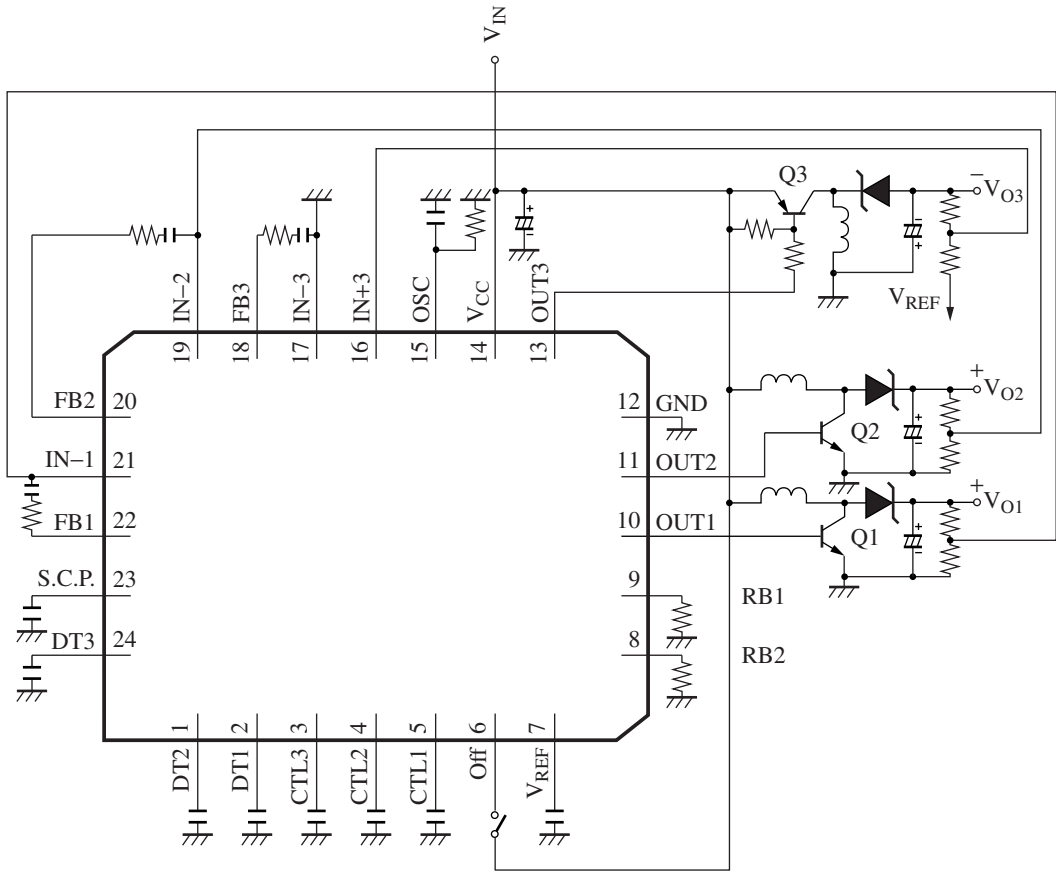 V_IN
Q3
− V_O3
V_REF
IN−2
FB3
IN−3
IN+3
OSC
V_CC
OUT3
19
18
17
16
15
14
13
FB2 20
IN−1 21
FB1 22
S.C.P. 23
DT3 24
12 GND
11 OUT2
10 OUT1
9 RB1
8 RB2
+ V_O2
Q2
+ V_O1
Q1
1
2
3
4
5
6
7
DT2
DT1
CTL3
CTL2
CTL1
Off
V_REF
+
−
−
+
+
−
+
−